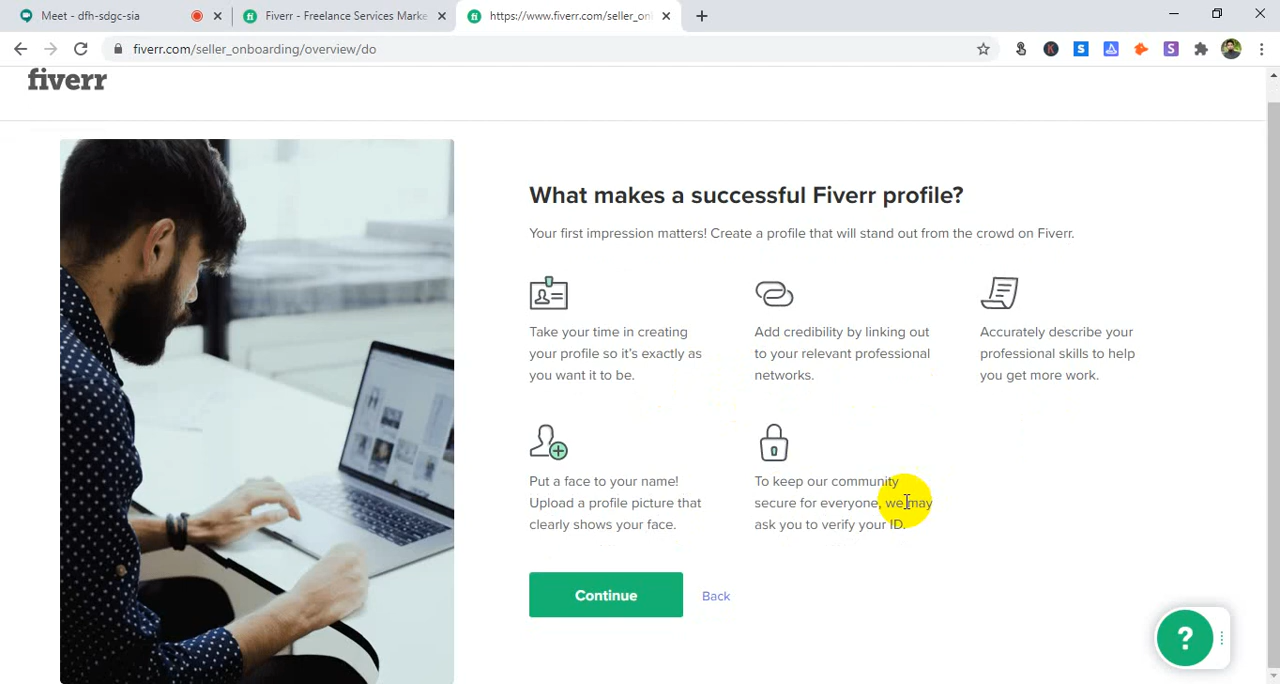 Meet - dfh-sdgc-sia
Fiverr - Freelance Services Marke
https://www.fiverr.com/seller_on
fiverr.com/seller_onboarding/overview/do
K
S
S
fiverr
What makes a successful Fiverr profile?
Your first impression matters! Create a profile that will stand out from the crowd on Fiverr.
Take your time in creating
your profile so it's exactly as
you want it to be.
Add credibility by linking out
to your relevant professional
networks.
Accurately describe your
professional skills to help
you get more work.
Put a face to your name!
Upload a profile picture that
clearly shows your face.
To keep our community
secure for everyone, we may
ask you to verify your ID.
Continue
Back
?